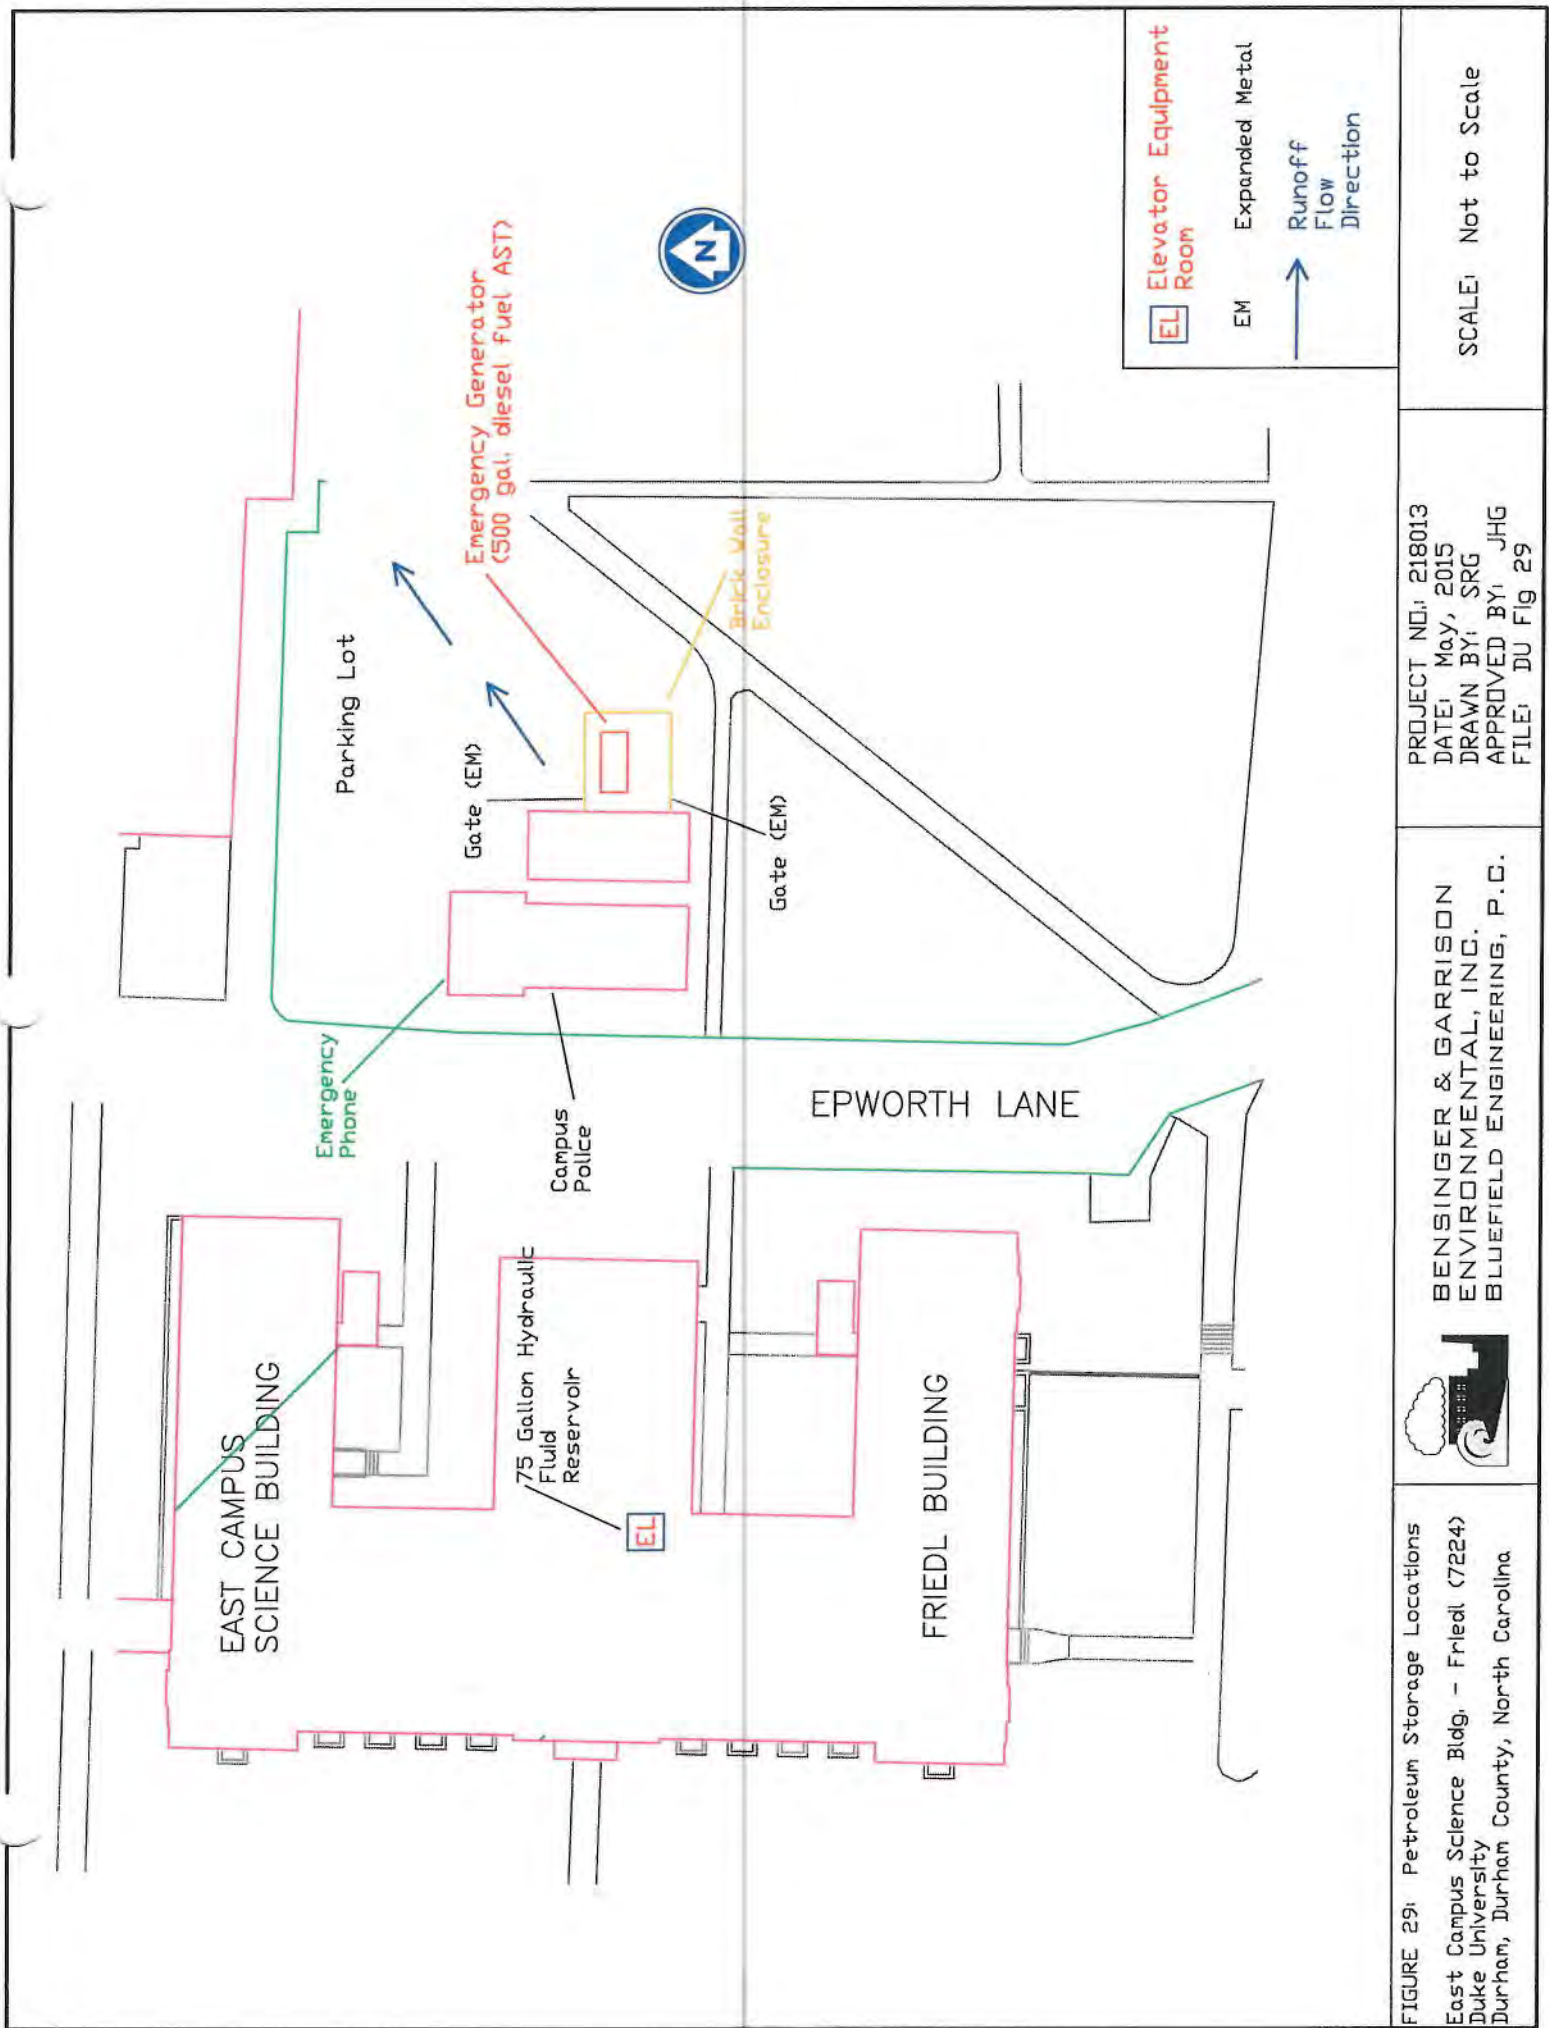 Emergency Generator
(500 gal. diesel fuel AST)
Parking Lot
Gate (EM)
Brick Wall
Enclosure
Gate (EM)
Emergency
Phone
Campus
Police
EPWORTH LANE
EAST CAMPUS
SCIENCE BUILDING
75 Gallon Hydraulic
Fluid
Reservoir
EL
FRIEDL BUILDING
N
EL Elevator Equipment
Room
EM Expanded Metal
Runoff
Flow
Direction
FIGURE 29: Petroleum Storage Locations
East Campus Science Bldg. - Friedl (7224)
Duke University
Durham, Durham County, North Carolina
BENSINGER & GARRISON
ENVIRONMENTAL, INC.
BLUEFIELD ENGINEERING, P.C.
PROJECT NO.: 218013
DATE: May, 2015
DRAWN BY: SRG
APPROVED BY: JHG
FILE: DU Fig 29
SCALE: Not to Scale